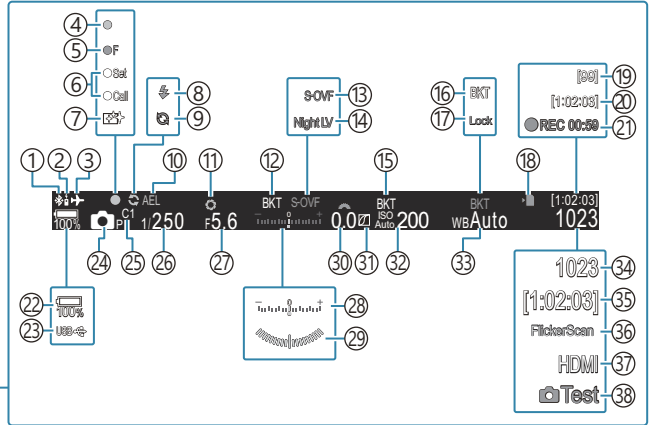 ④
⑤ F
⑥ Set
Call
⑦
⑧
⑨
S-OVF ⑬
Night LV ⑭
⑯ BKT
⑰ Lock
[99] ⑲
[1:02:03] ⑳
REC 00:59 ㉑
① ② ③ ⑩ ⑪ ⑫ ⑮ ⑱
AEL BKT S-OVF BKT BKT [1:02:03]
100% C1 P 1/250 F5.6 − 0 + 0.0 ISO Auto 200 WB Auto 1023
㉔ ㉕ ㉖ ㉗ ㉚ ㉛ ㉜ ㉝
㉒ 100%
㉓ USB
− 0 + ㉘
㉙
1023 ㉞
[1:02:03] ㉟
FlickerScan ㊱
HDMI ㊲
Test ㊳